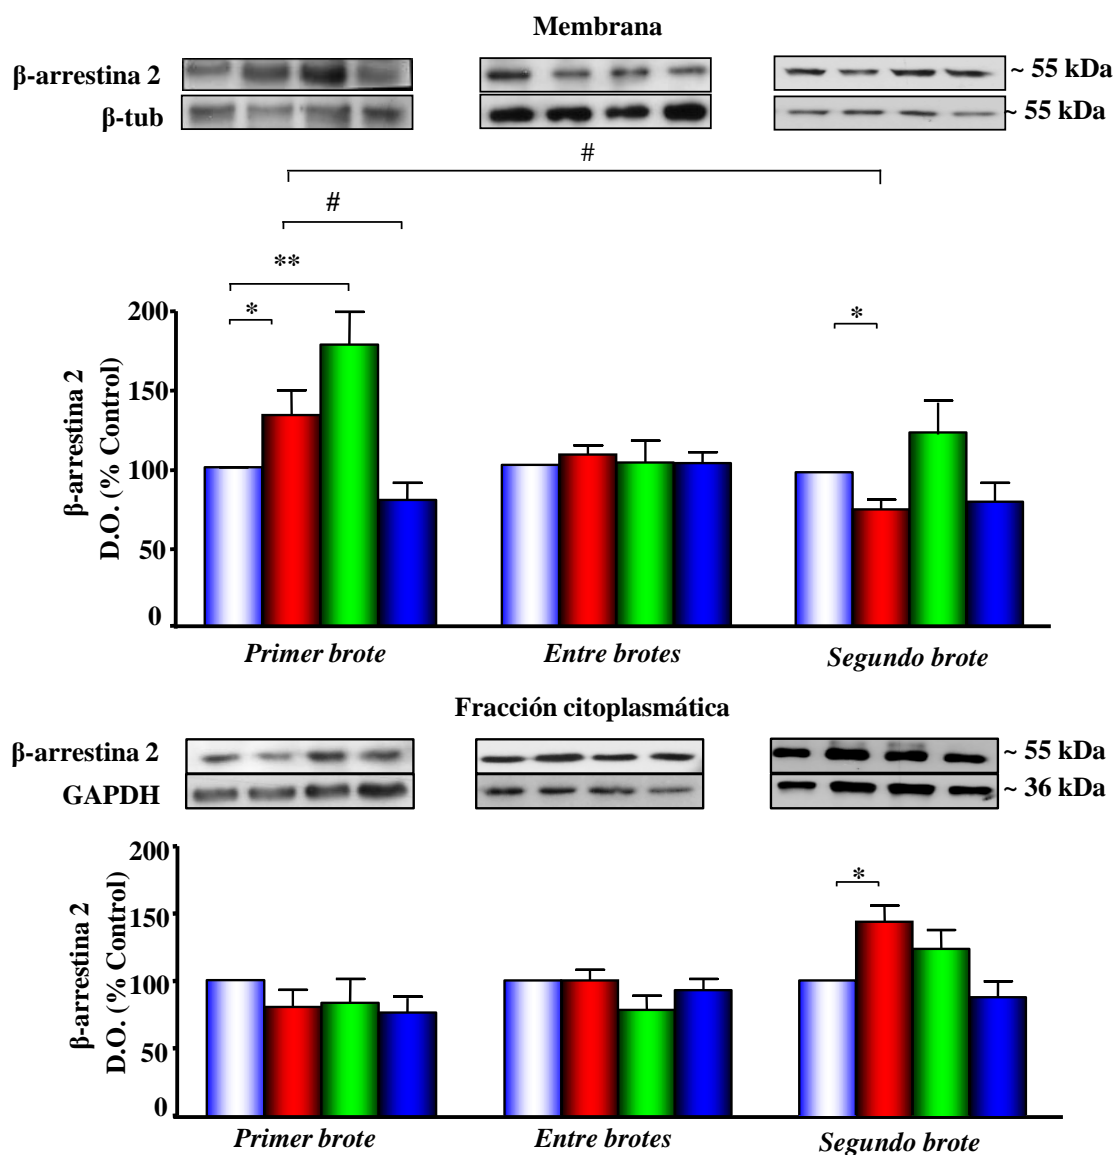 Membrana
β-arrestina 2
~ 55 kDa
β-tub
~ 55 kDa
#
#
**
*
*
200
150
100
50
0
β-arrestina 2
D.O. (% Control)
Primer brote
Entre brotes
Segundo brote
Fracción citoplasmática
β-arrestina 2
~ 55 kDa
GAPDH
~ 36 kDa
*
200
150
100
50
0
β-arrestina 2
D.O. (% Control)
Primer brote
Entre brotes
Segundo brote